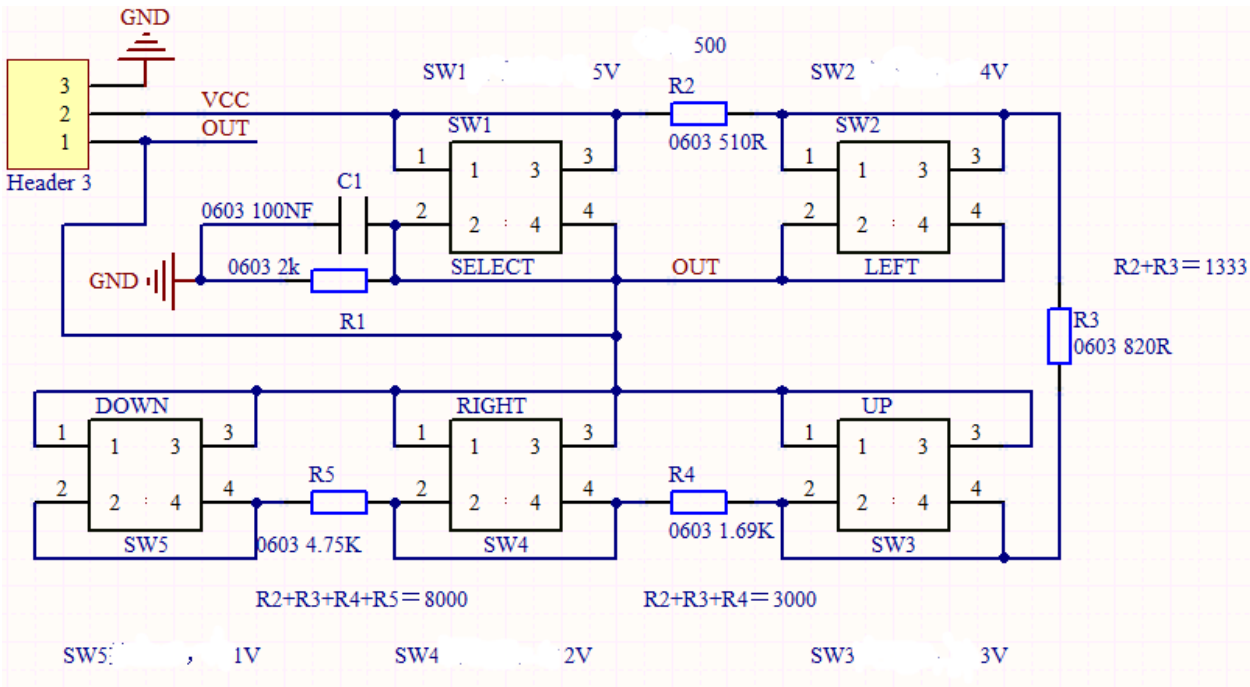 GND
500
SW1 5V
SW2 4V
3
VCC
R2
2
OUT
SW1
SW2
1
0603 510R
1 1 3 3
1 1 3 3
Header 3
C1
0603 100NF
2 2 4 4
2 2 4 4
0603 2k
SELECT
OUT
LEFT
R2+R3=1333
GND
R1
R3
0603 820R
DOWN
RIGHT
UP
1 1 3 3
1 1 3 3
1 1 3 3
R5
R4
2 2 4 4
2 2 4 4
2 2 4 4
0603 1.69K
SW5
0603 4.75K
SW4
SW3
R2+R3+R4+R5=8000
R2+R3+R4=3000
SW5 , 1V
SW4 2V
SW3 3V